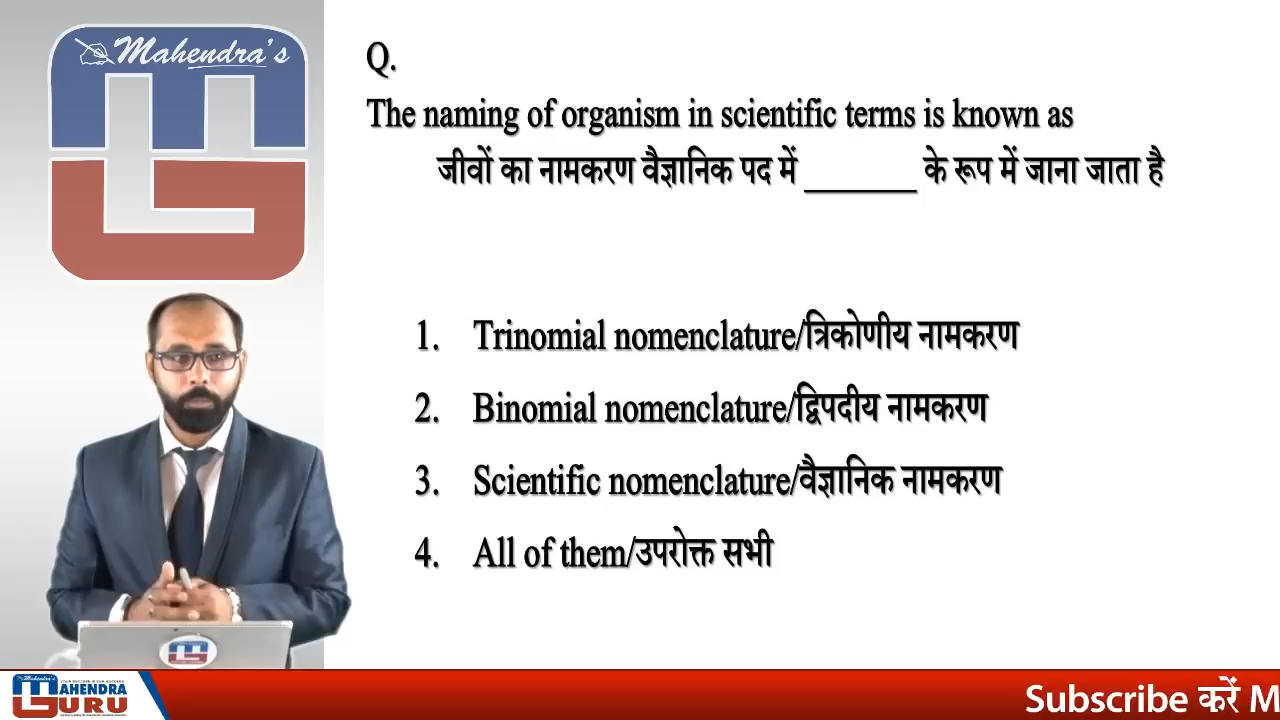 Mahendra's
Q.
The naming of organism in scientific terms is known as
जीवों का नामकरण वैज्ञानिक पद में _______ के रूप में जाना जाता है
1. Trinomial nomenclature/त्रिकोणीय नामकरण
2. Binomial nomenclature/द्विपदीय नामकरण
3. Scientific nomenclature/वैज्ञानिक नामकरण
4. All of them/उपरोक्त सभी
Mahendra's
MAHENDRA
GURU
Subscribe करें M